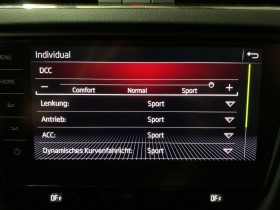 Individual
MENU
DCC
HOME
− +
Comfort Normal Sport
Lenkung: Sport
Antrieb: Sport
ACC: Sport
Dynamisches Kurvenfahrlicht: Sport
OFF OFF